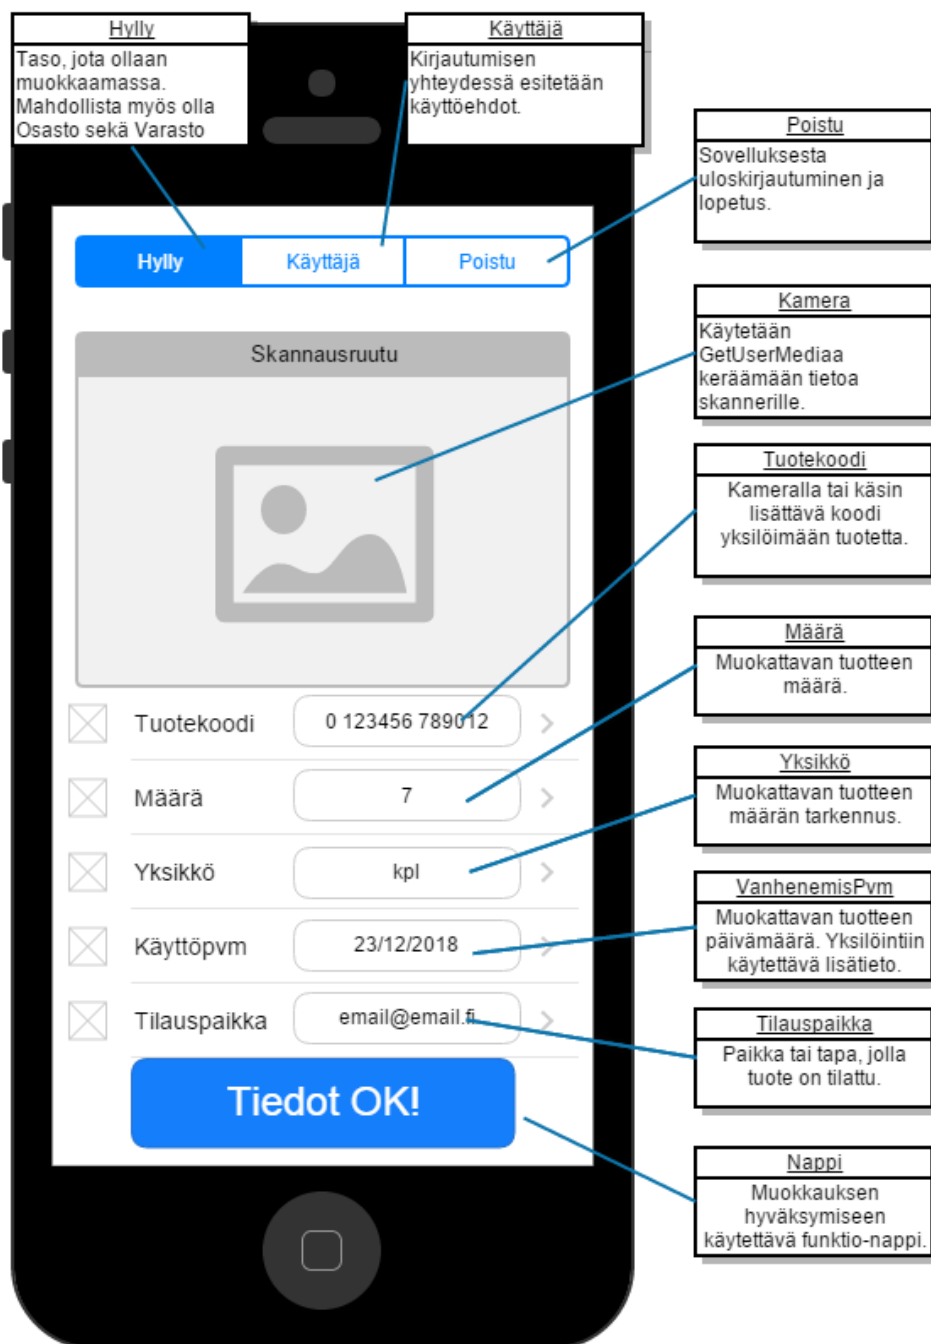 Hylly
Taso, jota ollaan
muokkaamassa.
Mahdollista myös olla
Osasto sekä Varasto
Käyttäjä
Kirjautumisen
yhteydessä esitetään
käyttöehdot.
Poistu
Sovelluksesta
uloskirjautuminen ja
lopetus.
Hylly
Käyttäjä
Poistu
Kamera
Käytetään
GetUserMediaa
keräämään tietoa
skannerille.
Skannausruutu
Tuotekoodi
Kameralla tai käsin
lisättävä koodi
yksilöimään tuotetta.
Määrä
Muokattavan tuotteen
määrä.
Tuotekoodi 0 123456 789012
Määrä 7
Yksikkö
Muokattavan tuotteen
määrän tarkennus.
Yksikkö kpl
VanhenemisPvm
Muokattavan tuotteen
päivämäärä. Yksilöintiin
käytettävä lisätieto.
Käyttöpvm 23/12/2018
Tilauspaikka email@email.fi
Tilauspaikka
Paikka tai tapa, jolla
tuote on tilattu.
Tiedot OK!
Nappi
Muokkauksen
hyväksymiseen
käytettävä funktio-nappi.